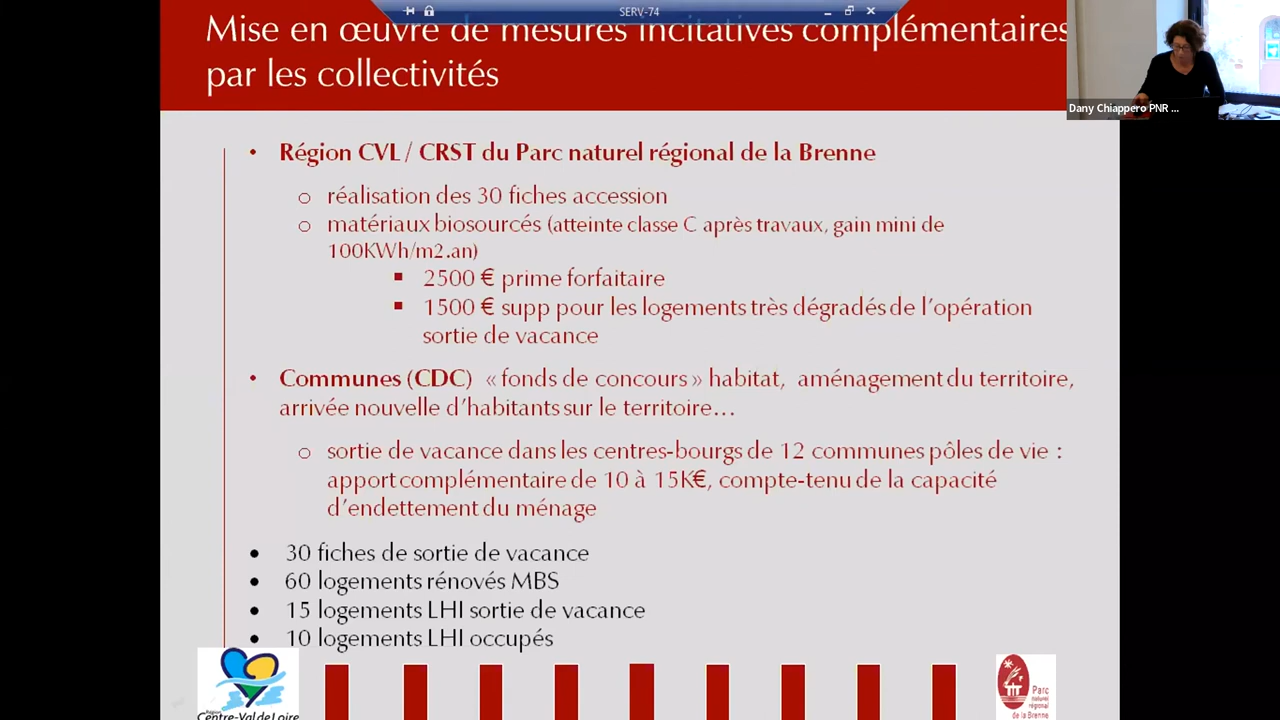 SERV-74
Mise en œuvre de mesures incitatives complémentaires
par les collectivités
Dany Chiappero PNR ...
• Région CVL / CRST du Parc naturel régional de la Brenne
o réalisation des 30 fiches accession
o matériaux biosourcés (atteinte classe C après travaux, gain mini de
100KWh/m2.an)
▪ 2500 € prime forfaitaire
▪ 1500 € supp pour les logements très dégradés de l'opération
sortie de vacance
• Communes (CDC) « fonds de concours » habitat, aménagement du territoire,
arrivée nouvelle d'habitants sur le territoire…
o sortie de vacance dans les centres-bourgs de 12 communes pôles de vie :
apport complémentaire de 10 à 15K€, compte-tenu de la capacité
d'endettement du ménage
• 30 fiches de sortie de vacance
• 60 logements rénovés MBS
• 15 logements LHI sortie de vacance
• 10 logements LHI occupés
Région
Centre-Val de Loire
Parc
naturel
régional
de la Brenne